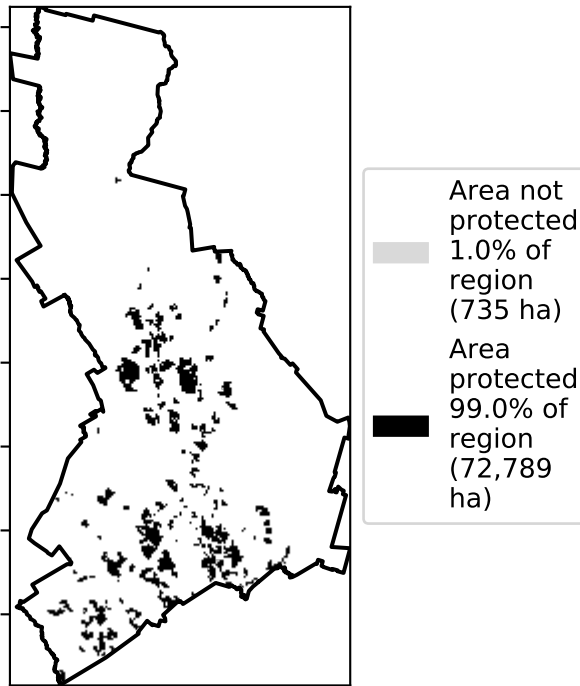 Area not
protected
1.0% of
region
(735 ha)
Area
protected
99.0% of
region
(72,789
ha)